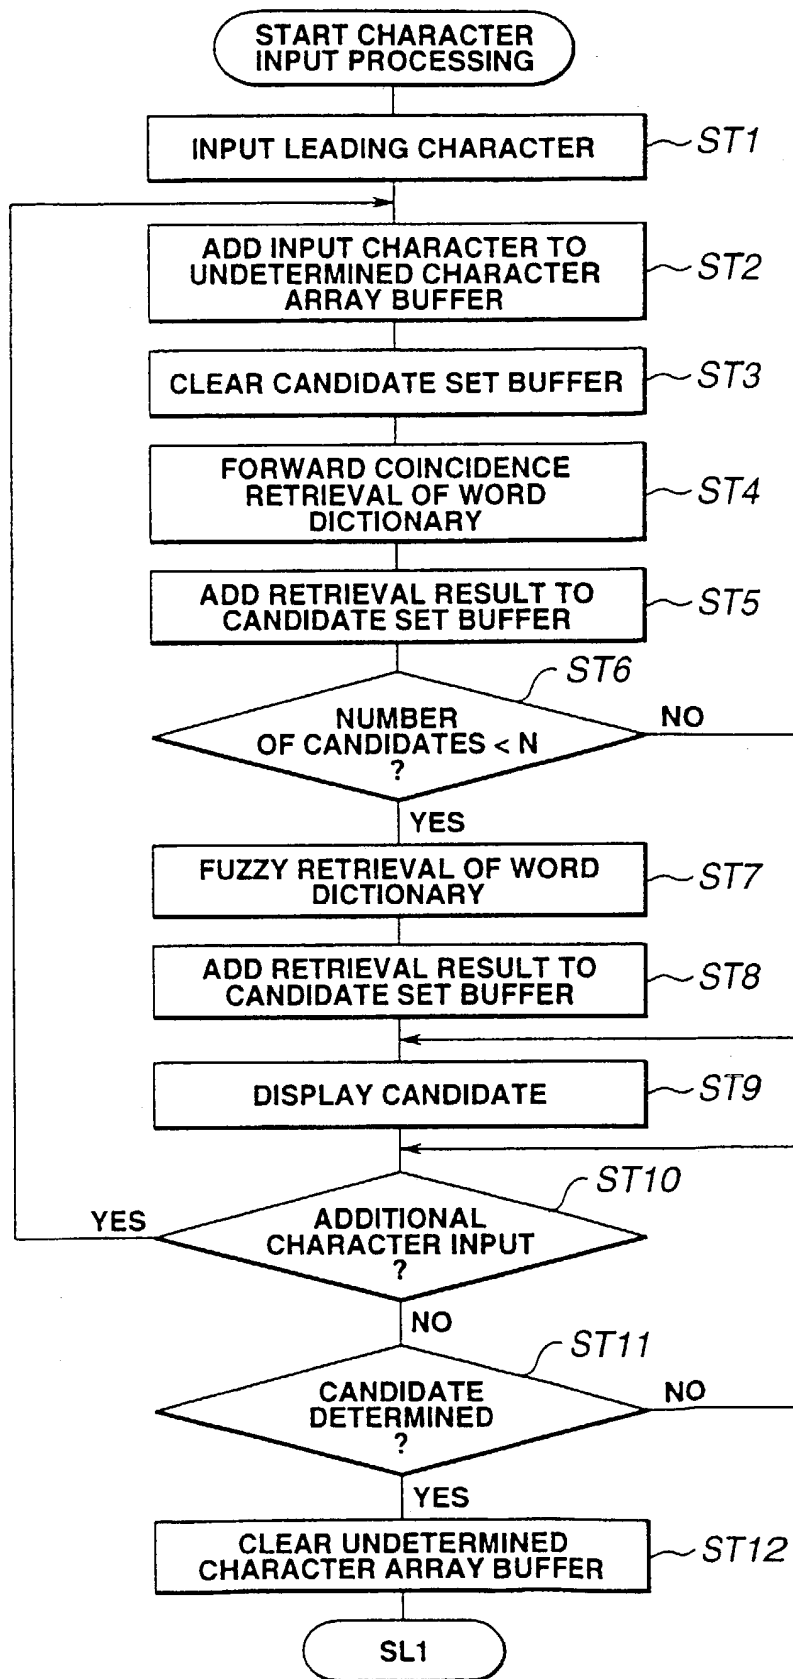 START CHARACTER
INPUT PROCESSING
INPUT LEADING CHARACTER
ST1
ADD INPUT CHARACTER TO
UNDETERMINED CHARACTER
ARRAY BUFFER
ST2
CLEAR CANDIDATE SET BUFFER
ST3
FORWARD COINCIDENCE
RETRIEVAL OF WORD
DICTIONARY
ST4
ADD RETRIEVAL RESULT TO
CANDIDATE SET BUFFER
ST5
ST6
NUMBER
OF CANDIDATES < N
?
NO
YES
FUZZY RETRIEVAL OF WORD
DICTIONARY
ST7
ADD RETRIEVAL RESULT TO
CANDIDATE SET BUFFER
ST8
DISPLAY CANDIDATE
ST9
ST10
YES
ADDITIONAL
CHARACTER INPUT
?
NO
ST11
CANDIDATE
DETERMINED
?
NO
YES
CLEAR UNDETERMINED
CHARACTER ARRAY BUFFER
ST12
SL1